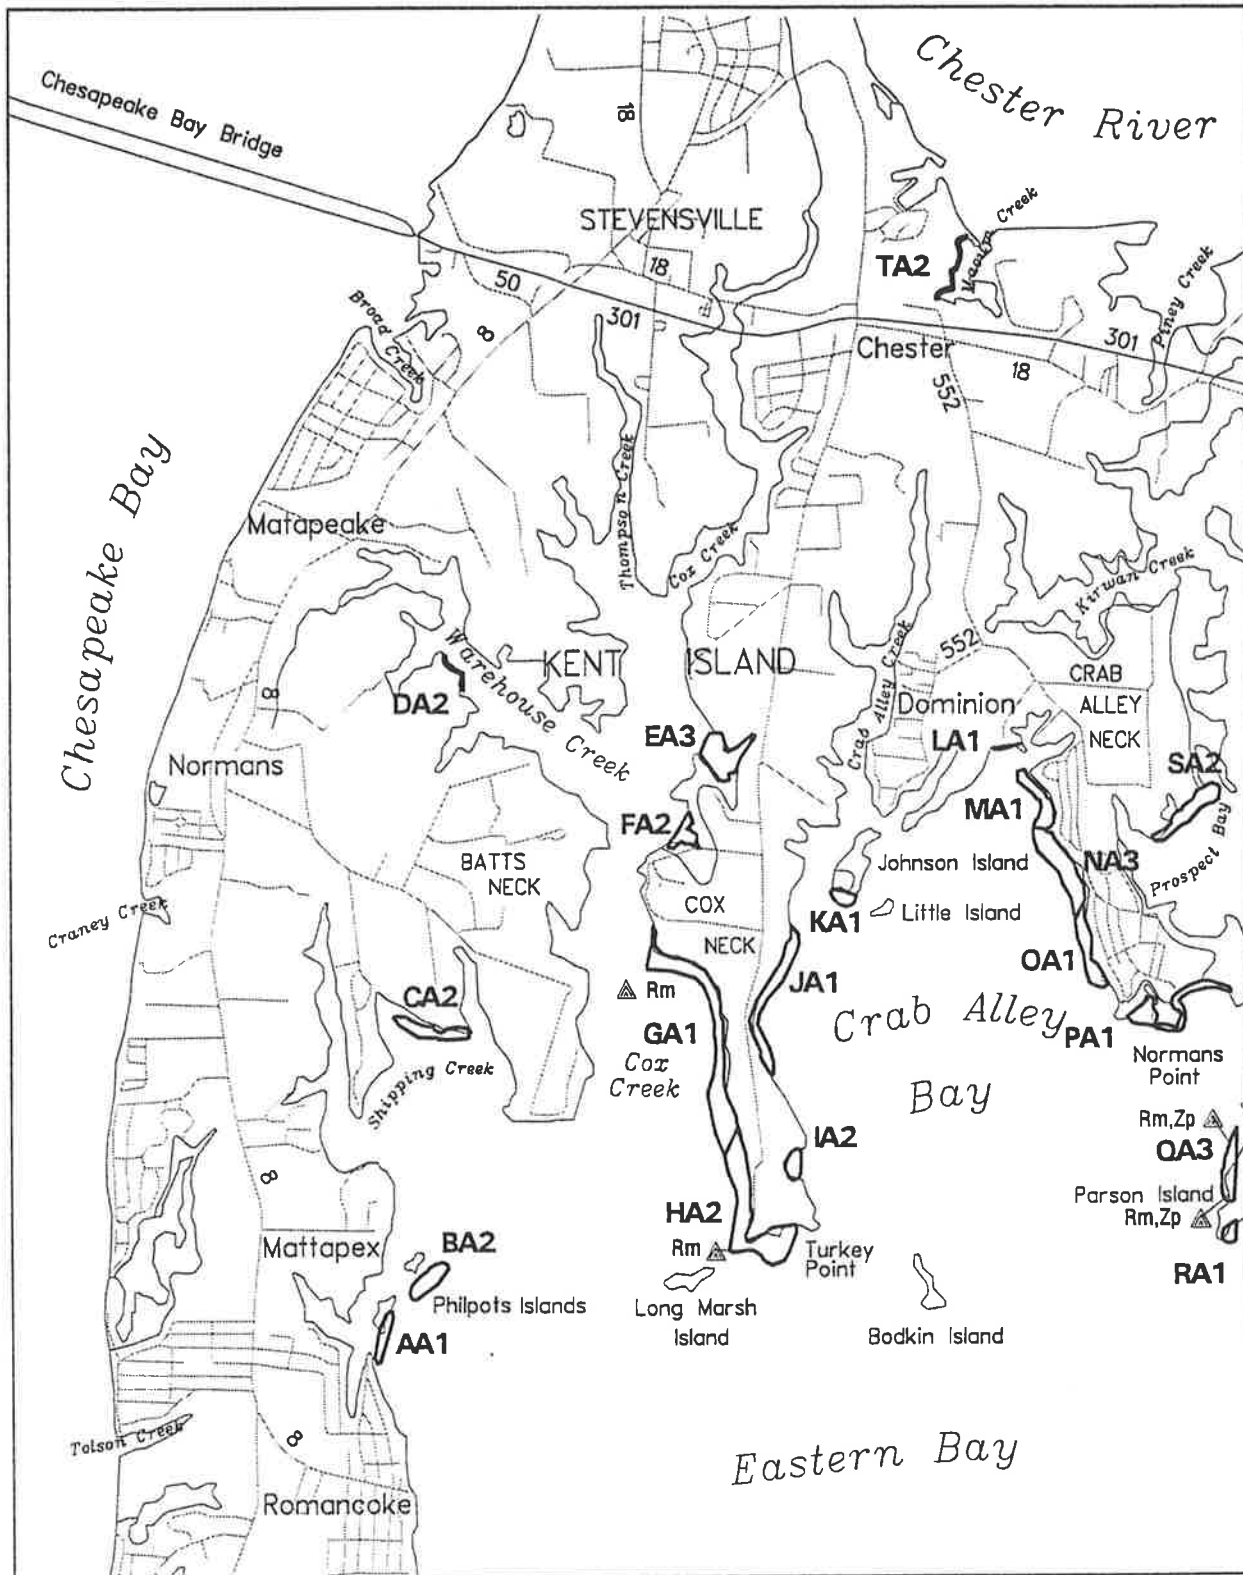 Chester River
Chesapeake Bay Bridge
18
STEVENSVILLE
Creek
TA2
18
50
301
8
Broad
Creek
Piney Creek
301
18
Chester
552
Chesapeake Bay
Thompson Creek
Matapeake
Cox Creek
Kirwan Creek
Warehouse Creek
KENT ISLAND
Crab Alley Creek
552
CRAB
ALLEY
NECK
8
DA2
Dominion
EA3
LA1
Normans
SA2
MA1
FA2
Prospect Bay
BATTS
NECK
Johnson Island
NA3
COX
NECK
KA1
Little Island
Craney Creek
OA1
CA2
Rm
JA1
GA1
Crab Alley
Bay
PA1
Normans
Point
Cox
Creek
Shipping Creek
Rm,Zp
IA2
QA3
8
Parson Island
Rm,Zp
HA2
Mattapex
BA2
Rm
Turkey
Point
RA1
Philpots Islands
Long Marsh
Island
Bodkin Island
AA1
Tolson Creek
8
Eastern Bay
Romancoke